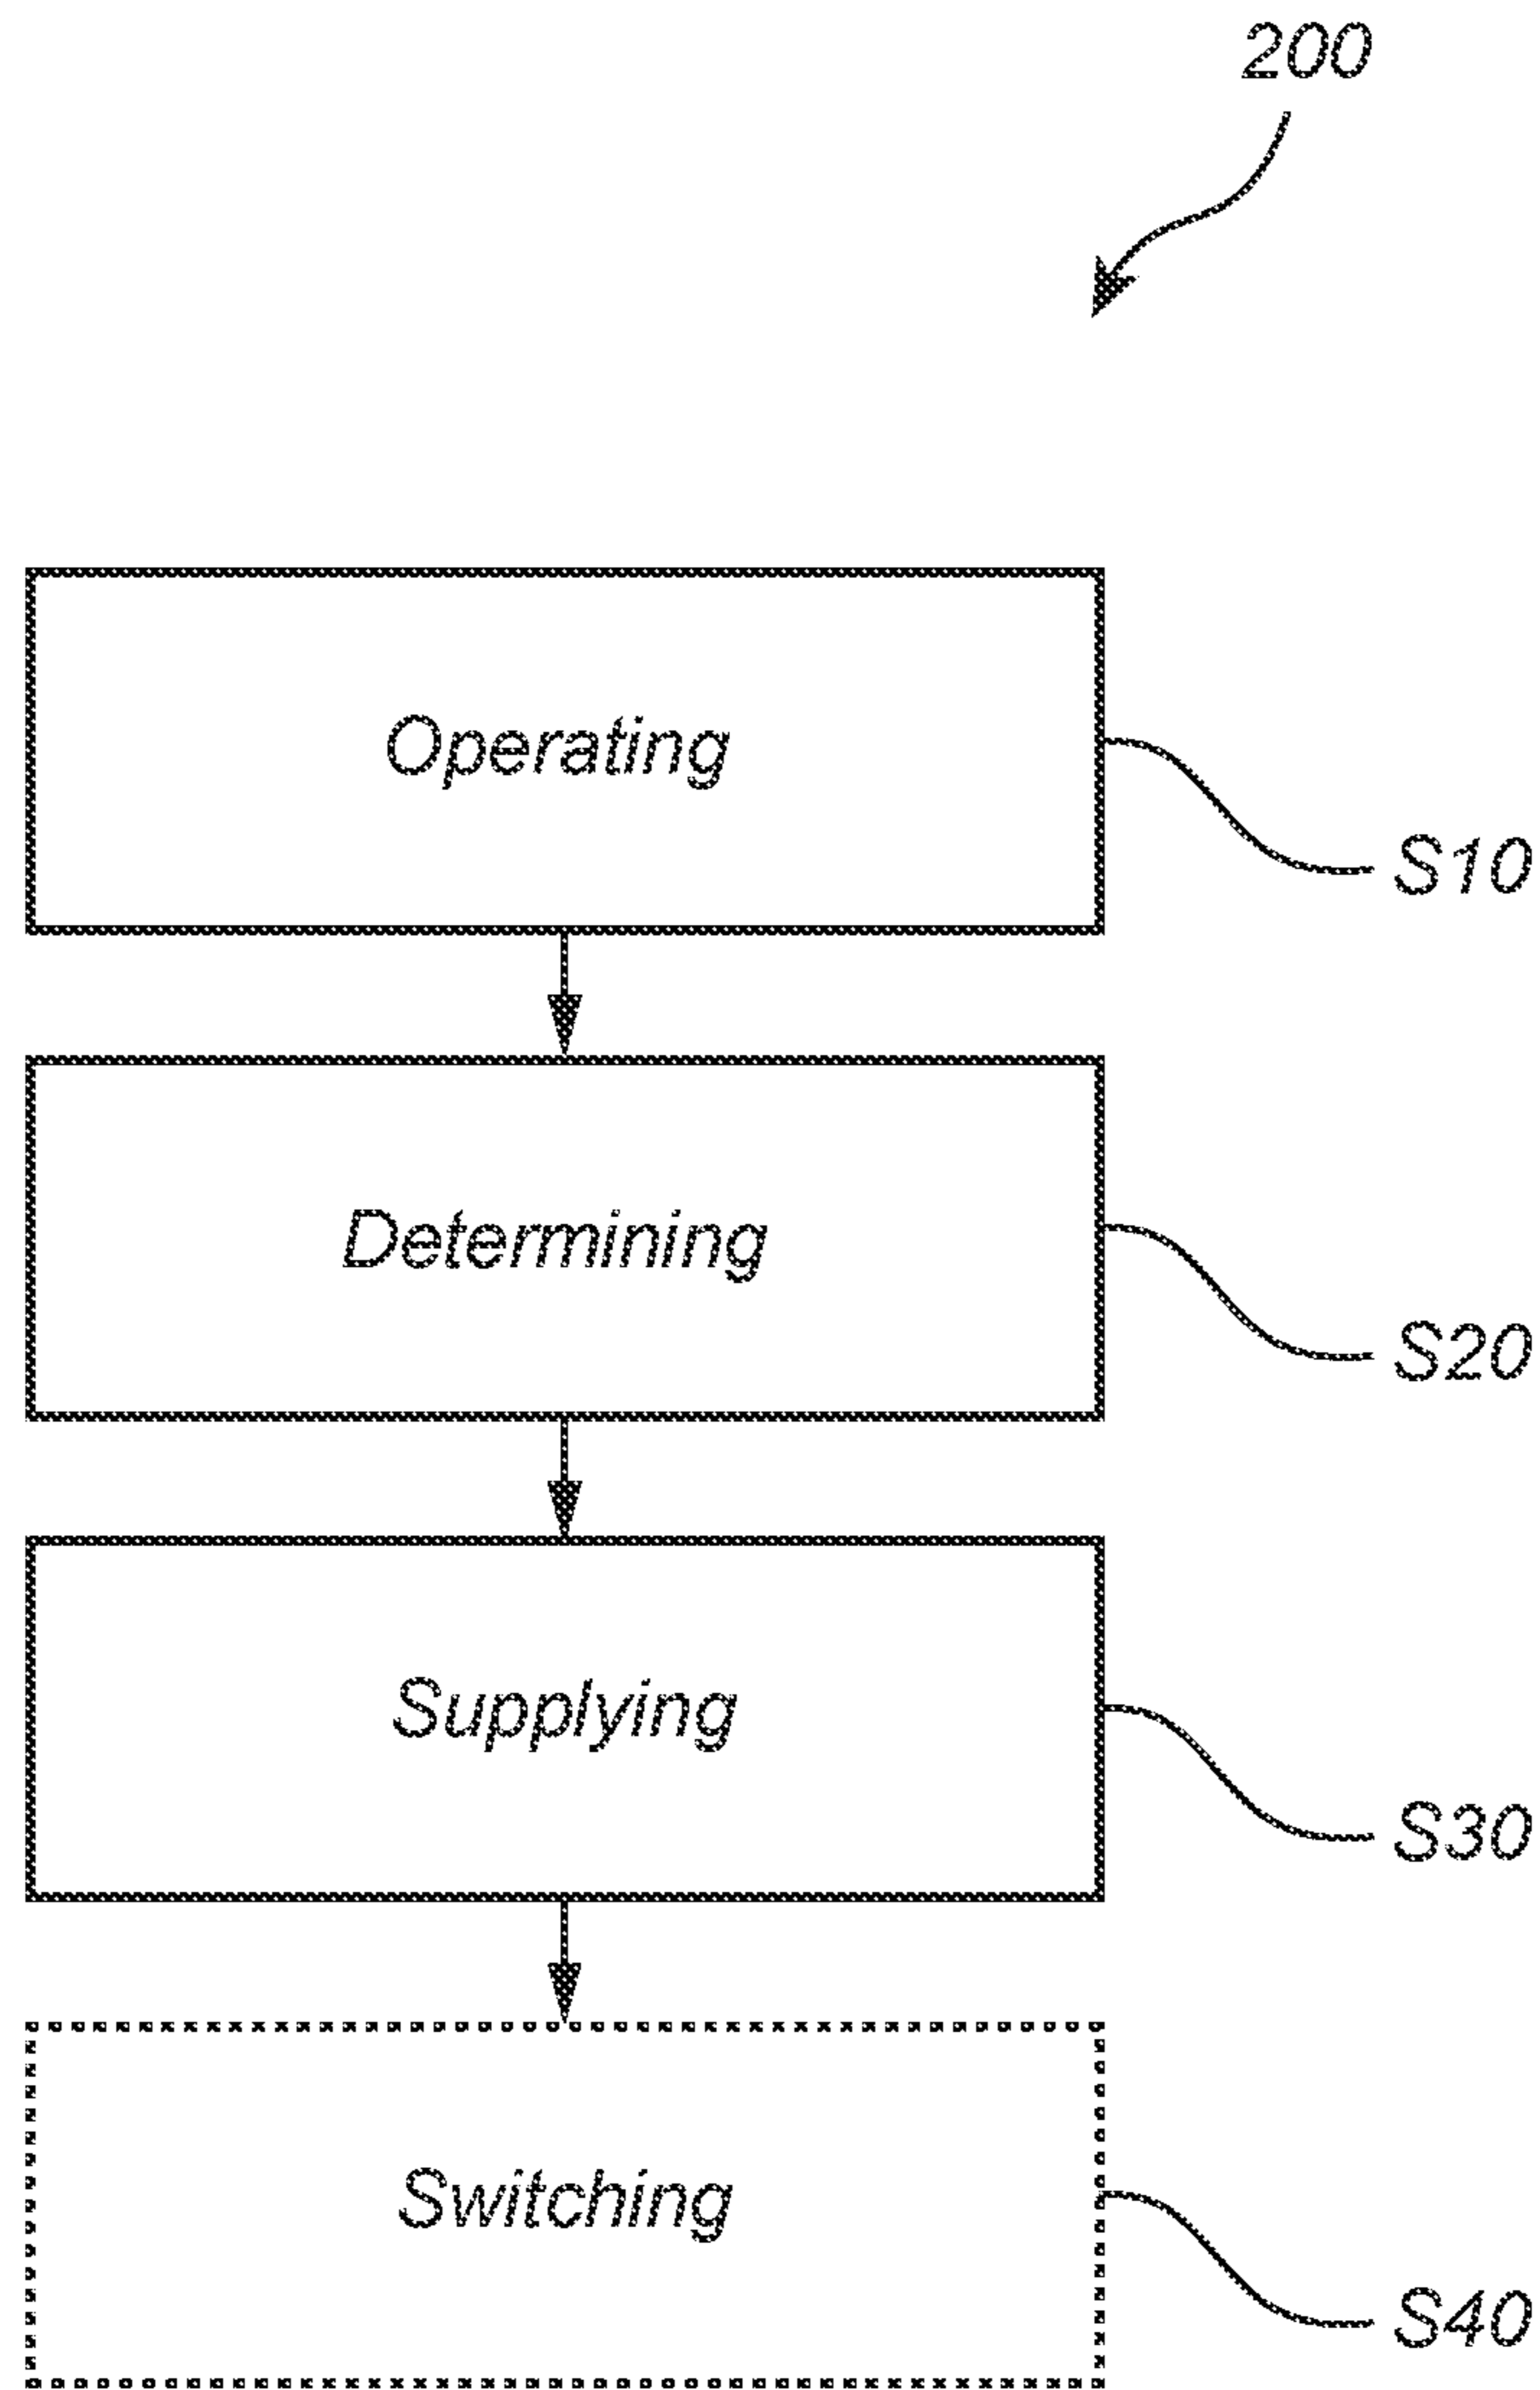 200
Operating
S10
Determining
S20
Supplying
S30
Switching
S40